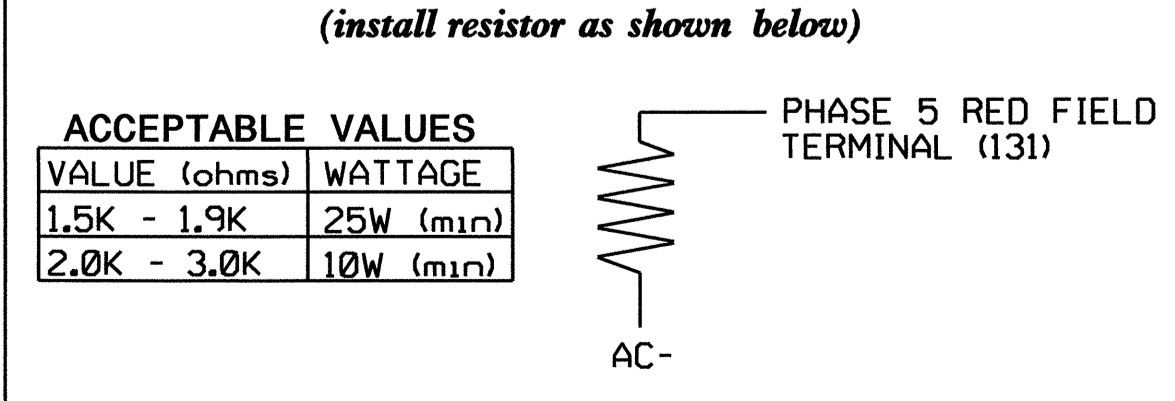 (install resistor as shown below)
ACCEPTABLE VALUES
VALUE (ohms) WATTAGE
1.5K - 1.9K 25W (min)
2.0K - 3.0K 10W (min)
PHASE 5 RED FIELD
TERMINAL (131)
AC-